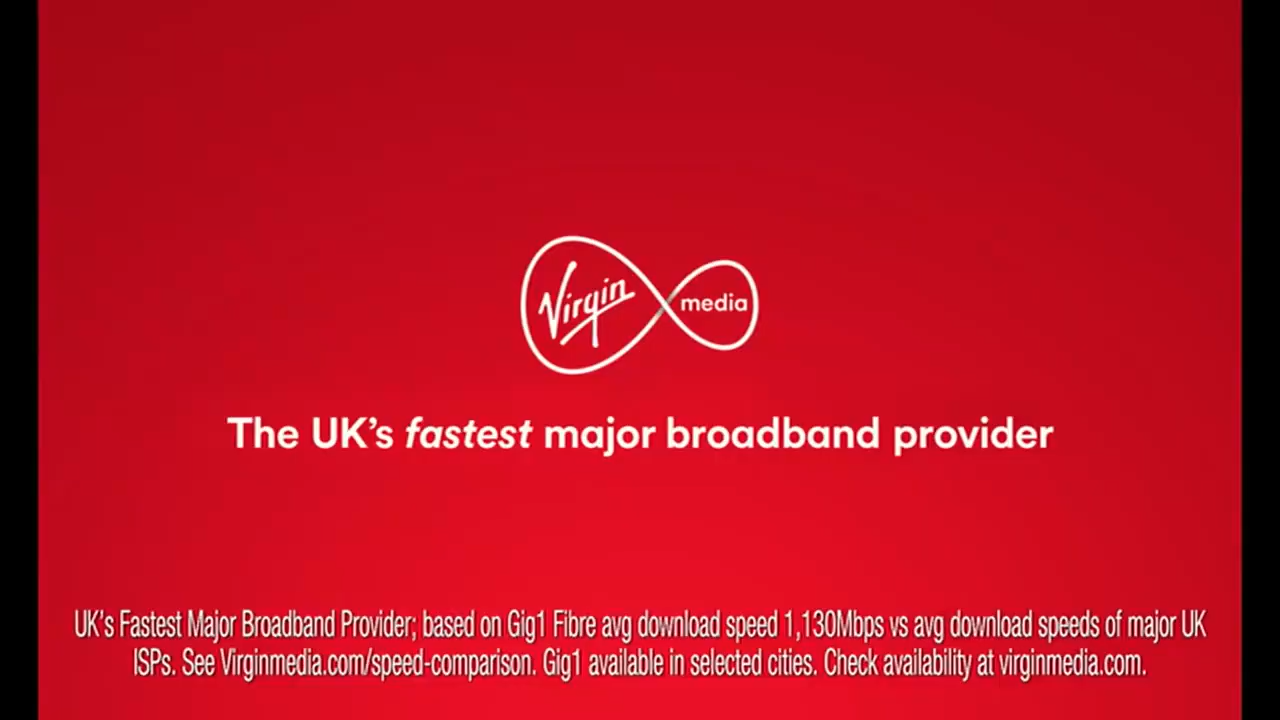 Virgin media
The UK's fastest major broadband provider
UK's Fastest Major Broadband Provider; based on Gig1 Fibre avg download speed 1,130Mbps vs avg download speeds of major UK
ISPs. See Virginmedia.com/speed-comparison. Gig1 available in selected cities. Check availability at virginmedia.com.